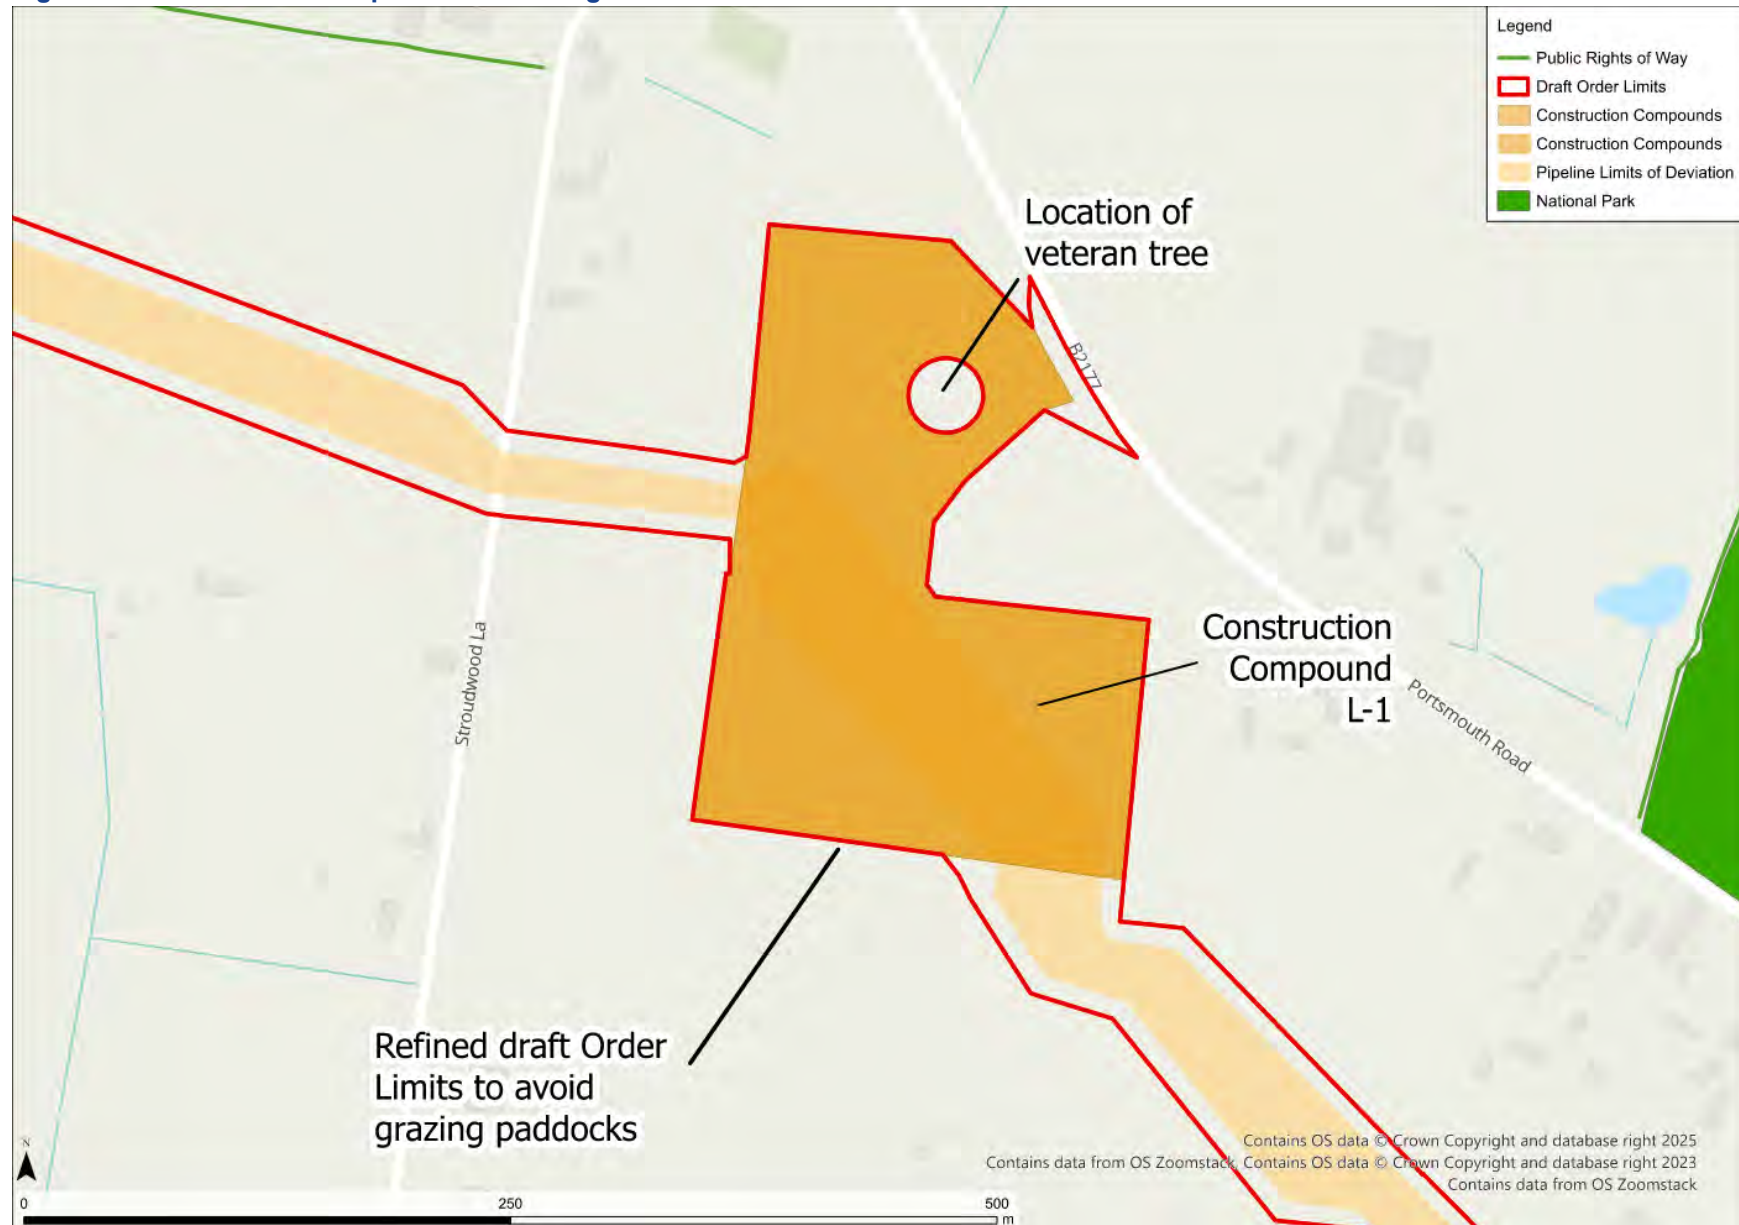 Legend
Public Rights of Way
Draft Order Limits
Construction Compounds
Construction Compounds
Pipeline Limits of Deviation
National Park
Location of
veteran tree
B2177
Construction
Compound
L-1
Stroudwood La
Portsmouth Road
Refined draft Order
Limits to avoid
grazing paddocks
Contains OS data © Crown Copyright and database right 2025
Contains data from OS Zoomstack, Contains OS data © Crown Copyright and database right 2023
Contains data from OS Zoomstack
N
0 250 500
m